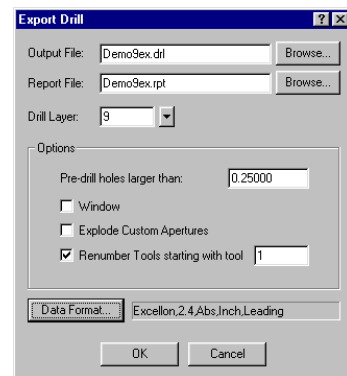 Export Drill
Output File: Demo9ex.drl Browse...
Report File: Demo9ex.rpt Browse...
Drill Layer: 9
Options
Pre-drill holes larger than: 0.25000
Window
Explode Custom Apertures
Renumber Tools starting with tool 1
Data Format... Excellon,2.4,Abs,Inch,Leading
OK Cancel